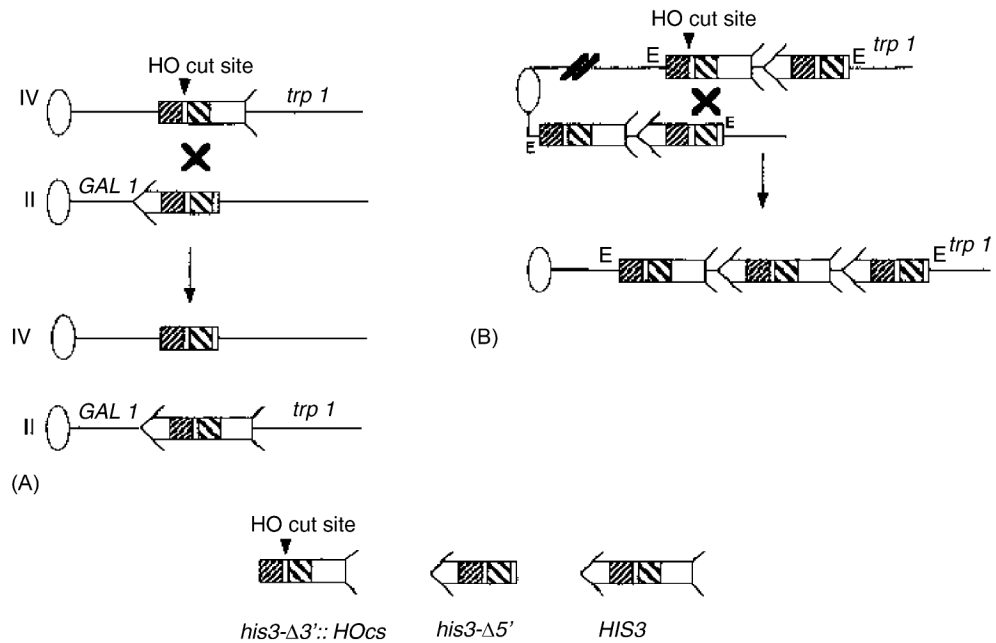 HO cut site
IV
trp 1
II
GAL 1
IV
II
GAL 1
trp 1
(A)
HO cut site
E
E
trp 1
E
E
E
E
trp 1
(B)
HO cut site
his3-Δ3'::HOcs
his3-Δ5'
HIS3